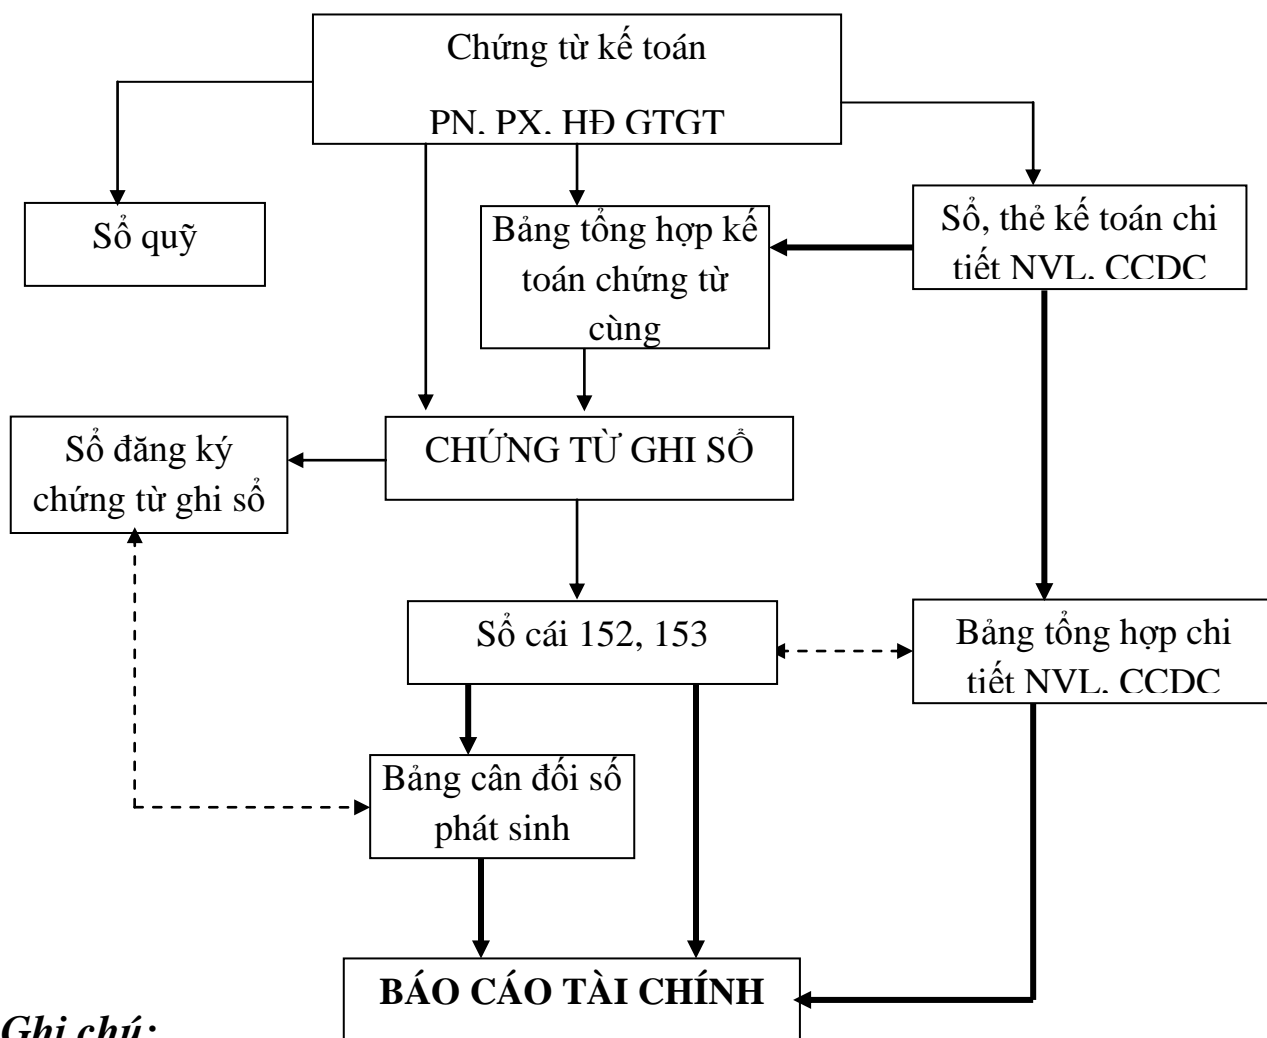 Chứng từ kế toán
PN, PX, HĐ GTGT
Sổ quỹ
Bảng tổng hợp kế
toán chứng từ
cùng
Sổ, thẻ kế toán chi
tiết NVL, CCDC
Sổ đăng ký
chứng từ ghi sổ
CHỨNG TỪ GHI SỔ
Sổ cái 152, 153
Bảng tổng hợp chi
tiết NVL, CCDC
Bảng cân đối số
phát sinh
BÁO CÁO TÀI CHÍNH
Ghi chú: